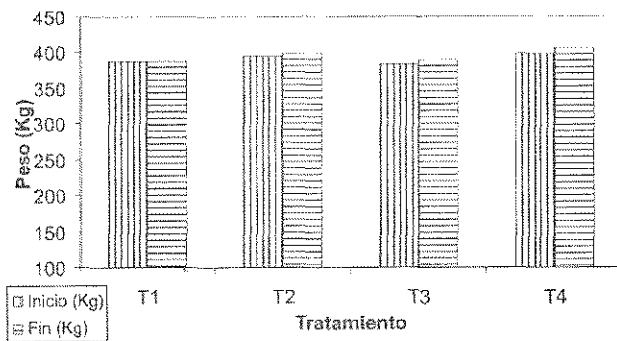 450
400
350
300
250
200
150
100
Peso (Kg)
T1
T2
T3
T4
Tratamiento
Inicio (Kg)
Fin (Kg)